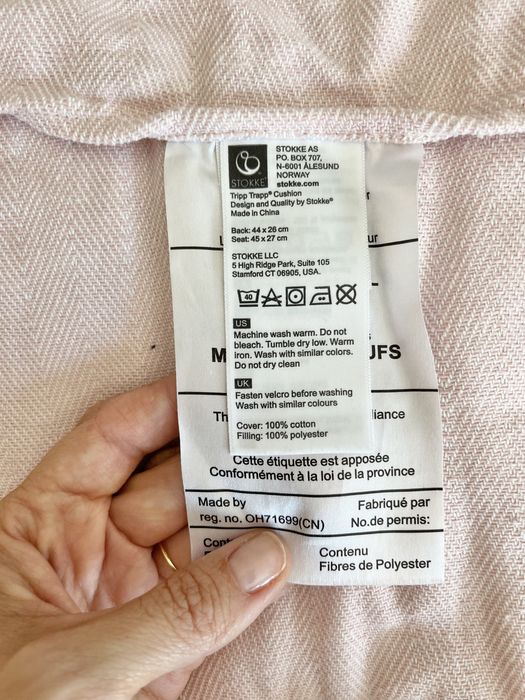 STOKKE
STOKKE AS
P.O. BOX 707,
N-6001 ÅLESUND
NORWAY
stokke.com
Tripp Trapp® Cushion
Design and Quality by Stokke®
Made in China
Back: 44 x 26 cm
Seat: 45 x 27 cm
STOKKE LLC
5 High Ridge Park, Suite 105
Stamford CT 06905, USA.
40
US
Machine wash warm. Do not
bleach. Tumble dry low. Warm
iron. Wash with similar colors.
Do not dry clean
UK
Fasten velcro before washing
Wash with similar colours
Cover: 100% cotton
Filling: 100% polyester
Cette étiquette est apposée
Conformément à la loi de la province
Made by
Fabriqué par
reg. no. OH71699(CN)
No.de permis:
Contenu
Fibres de Polyester